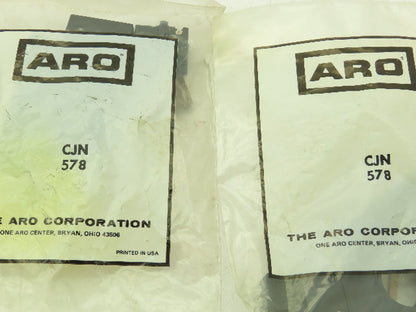 ARO
CJN
578
E ARO CORPORATION
ONE ARO CENTER, BRYAN, OHIO 43506
PRINTED IN USA
ARO
CJN
578
THE ARO CORPOR
ONE ARO CENTER, BRYAN, OHIO